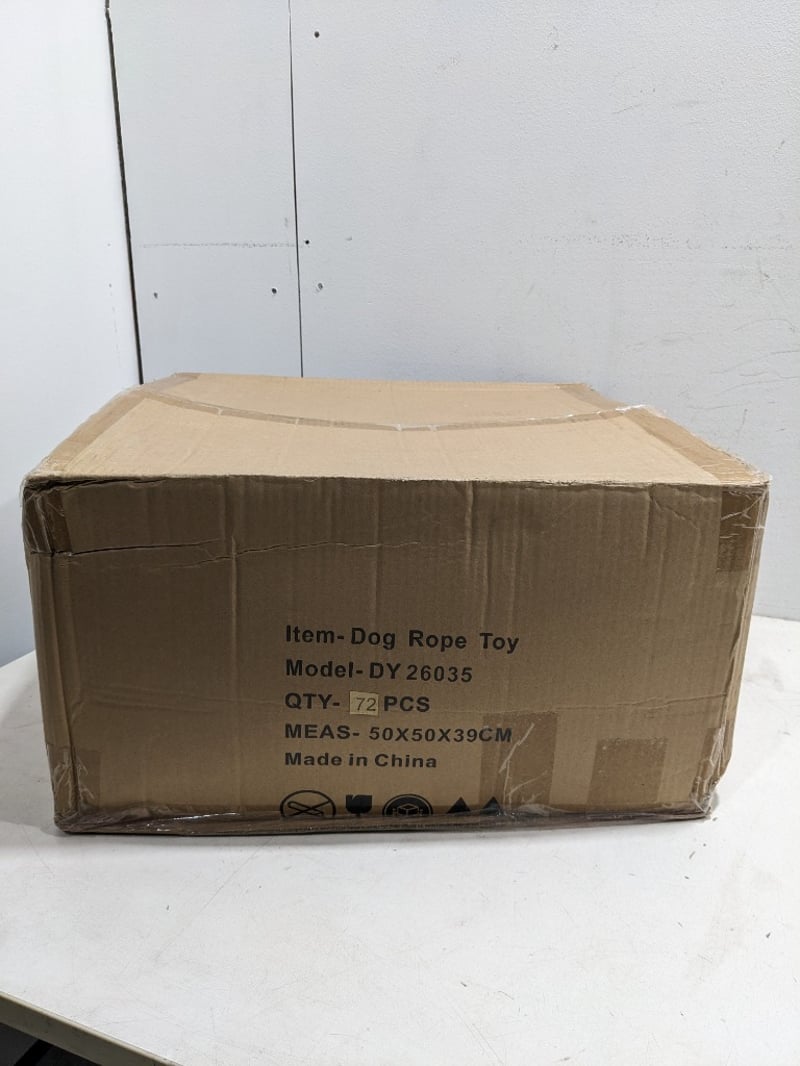 Item-Dog Rope Toy
Model-DY 26035
QTY- 72 PCS
MEAS- 50X50X39CM
Made in China